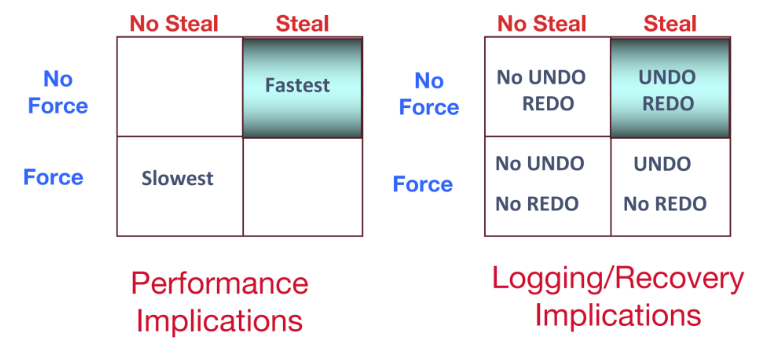 No Steal Steal
No Force
Fastest
Force
Slowest
Performance
Implications
No Steal Steal
No Force
No UNDO
REDO
UNDO
REDO
Force
No UNDO
No REDO
UNDO
No REDO
Logging/Recovery
Implications